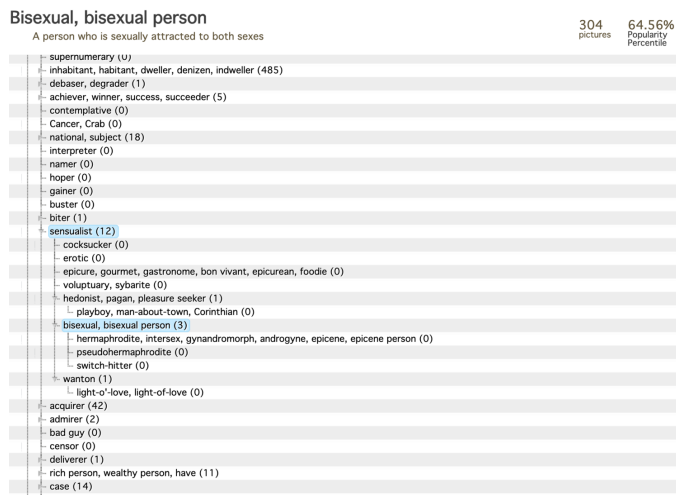 Bisexual, bisexual person
A person who is sexually attracted to both sexes
304
pictures
64.56%
Popularity
Percentile
supernumerary (0)
inhabitant, habitant, dweller, denizen, indweller (485)
debaser, degrader (1)
achiever, winner, success, succeeder (5)
contemplative (0)
Cancer, Crab (0)
national, subject (18)
interpreter (0)
namer (0)
hoper (0)
gainer (0)
buster (0)
biter (1)
sensualist (12)
cocksucker (0)
erotic (0)
epicure, gourmet, gastronome, bon vivant, epicurean, foodie (0)
voluptuary, sybarite (0)
hedonist, pagan, pleasure seeker (1)
playboy, man-about-town, Corinthian (0)
bisexual, bisexual person (3)
hermaphrodite, intersex, gynandromorph, androgyne, epicene, epicene person (0)
pseudohermaphrodite (0)
switch-hitter (0)
wanton (1)
light-o'-love, light-of-love (0)
acquirer (42)
admirer (2)
bad guy (0)
censor (0)
deliverer (1)
rich person, wealthy person, have (11)
case (14)